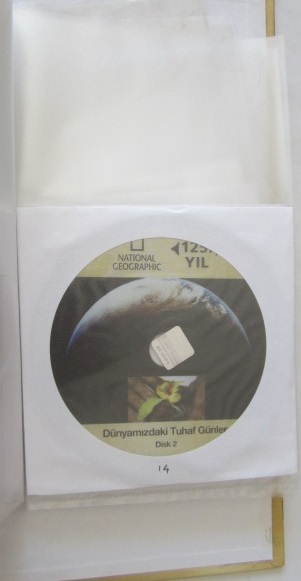 NATIONAL
GEOGRAPHIC
125.
YIL
Dünyamızdaki Tuhaf Günler
Disk 2
14